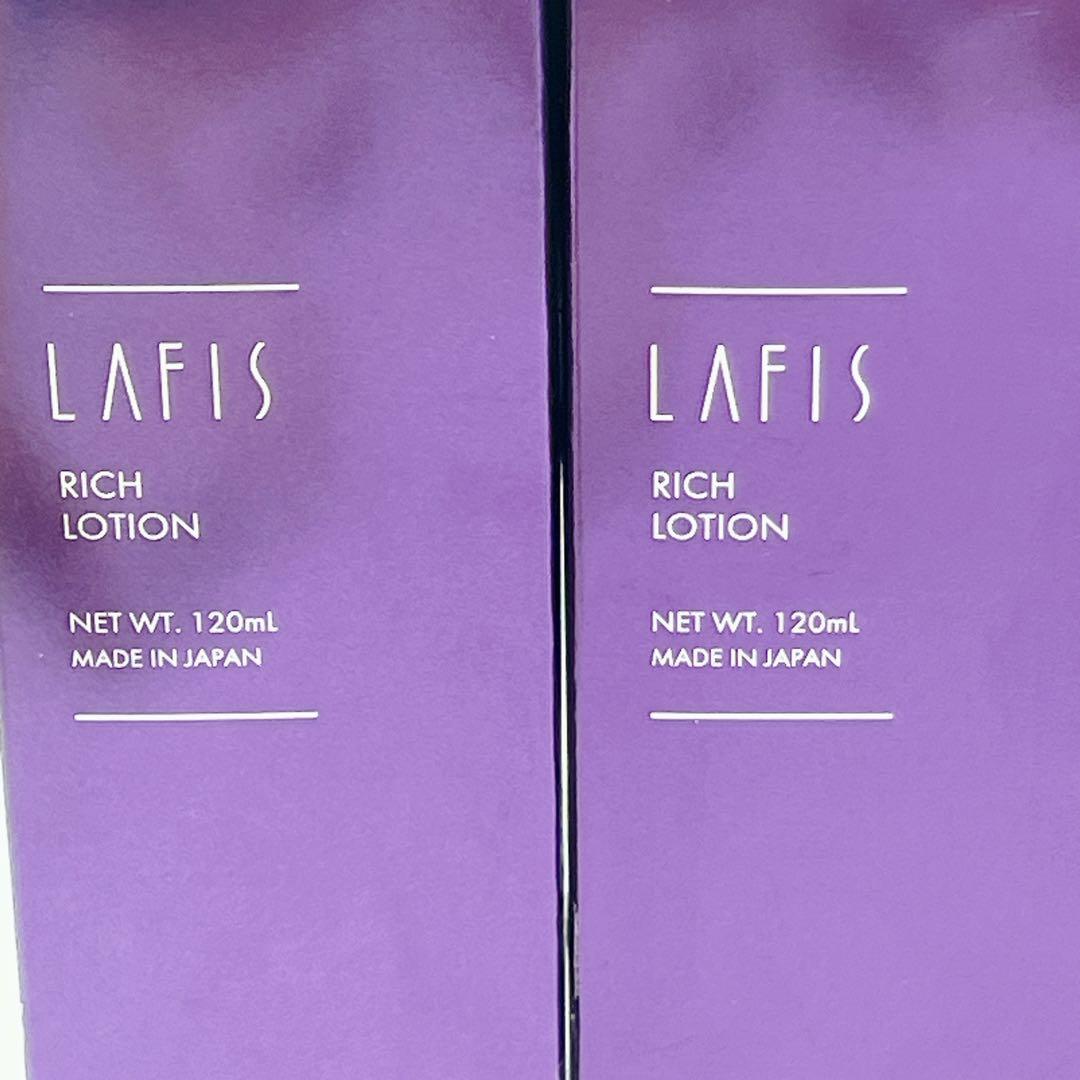 LAFIS
RICH
LOTION
NET WT. 120mL
MADE IN JAPAN
LAFIS
RICH
LOTION
NET WT. 120mL
MADE IN JAPAN